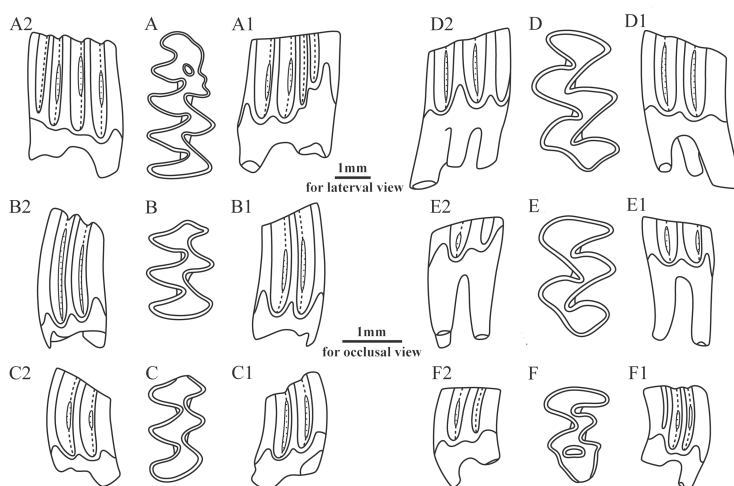 A2 A A1 D2 D D1
1mm
for laterval view
B2 B B1 E2 E E1
1mm
for occlusal view
C2 C C1 F2 F F1